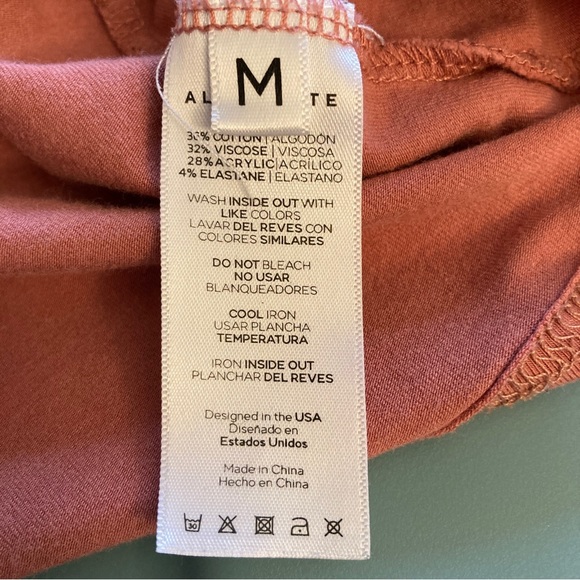 M
AL TE
36% COTTON | ALGODÓN
32% VISCOSE | VISCOSA
28% ACRYLIC | ACRÍLICO
4% ELASTANE | ELASTANO
WASH INSIDE OUT WITH
LIKE COLORS
LAVAR DEL REVES CON
COLORES SIMILARES
DO NOT BLEACH
NO USAR
BLANQUEADORES
COOL IRON
USAR PLANCHA
TEMPERATURA
IRON INSIDE OUT
PLANCHAR DEL REVES
Designed in the USA
Diseñado en
Estados Unidos
Made in China
Hecho en China
30